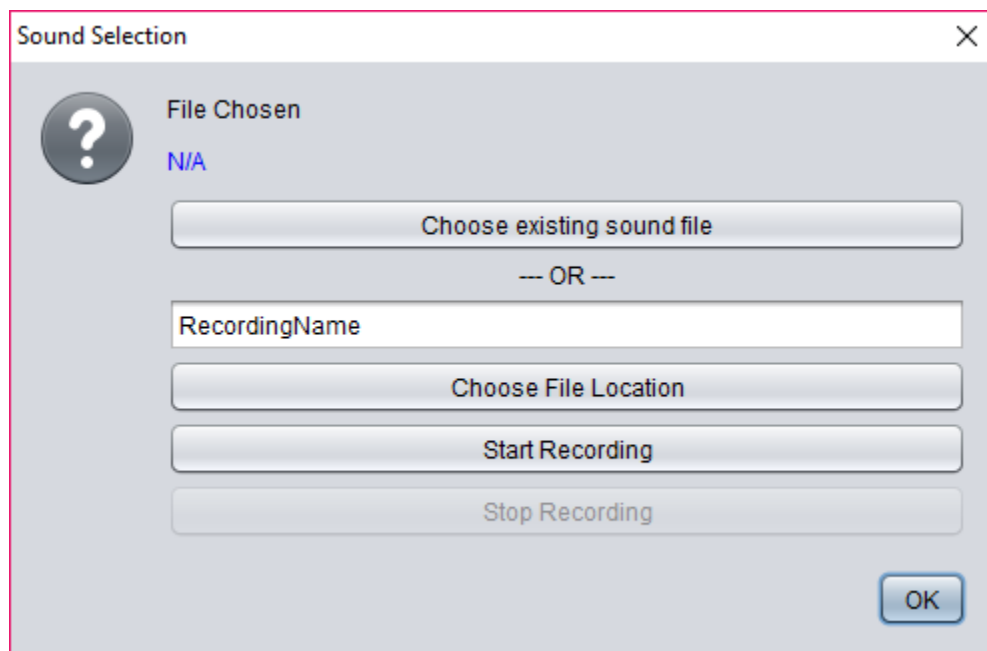 Sound Selection
File Chosen
N/A
Choose existing sound file
--- OR ---
RecordingName
Choose File Location
Start Recording
Stop Recording
OK